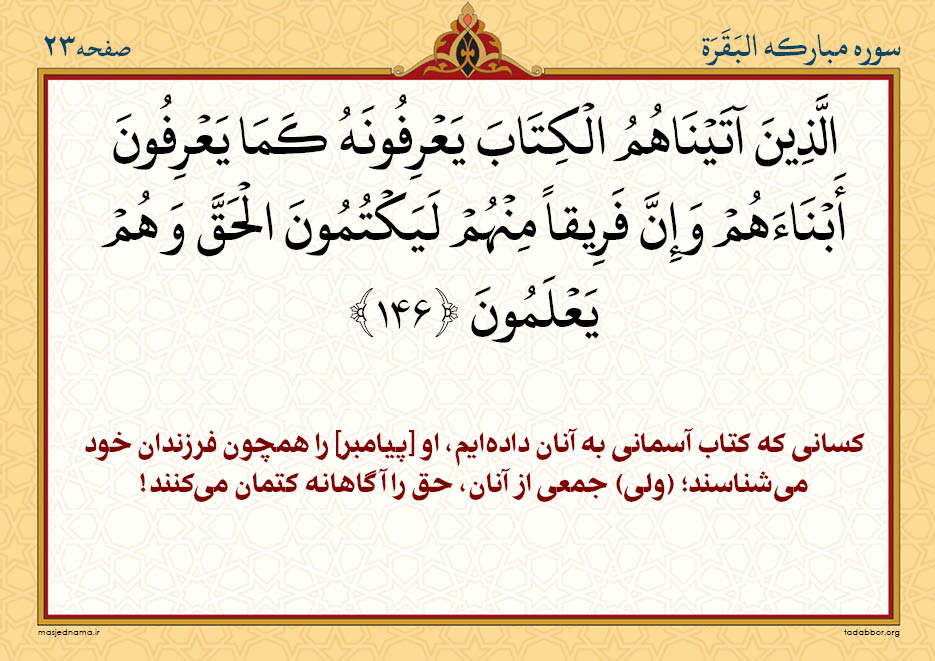 سوره مبارکه البَقَرَة
صفحه۲۳
الَّذِينَ آتَيْنَاهُمُ الْكِتَابَ يَعْرِفُونَهُ كَمَا يَعْرِفُونَ
أَبْنَاءَهُمْ وَإِنَّ فَرِيقاً مِنْهُمْ لَيَكْتُمُونَ الْحَقَّ وَ هُمْ
يَعْلَمُونَ ﴿۱۴۶﴾
کسانی که کتاب آسمانی به آنان داده‌ایم، او [پیامبر] را همچون فرزندان خود
می‌شناسند؛ (ولی) جمعی از آنان، حق را آگاهانه کتمان می‌کنند!
masjednama.ir
tadabbor.org